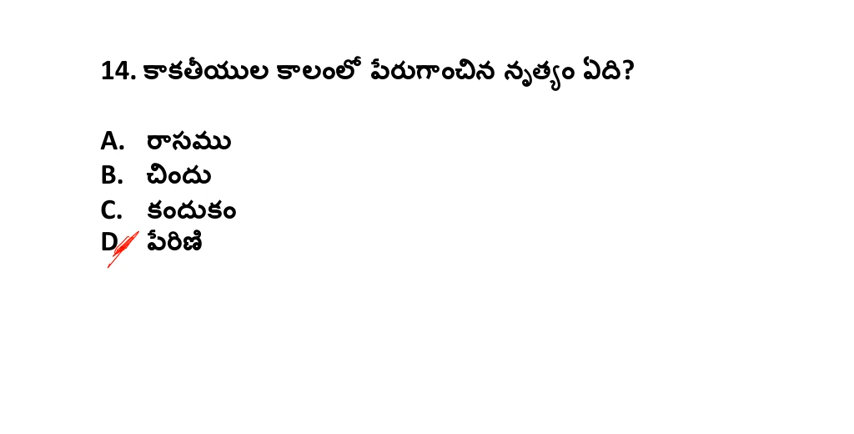 14. కాకతీయుల కాలంలో పేరుగాంచిన నృత్యం ఏది?
A. రాసము
B. చిందు
C. కందుకం
D. పేరిణి